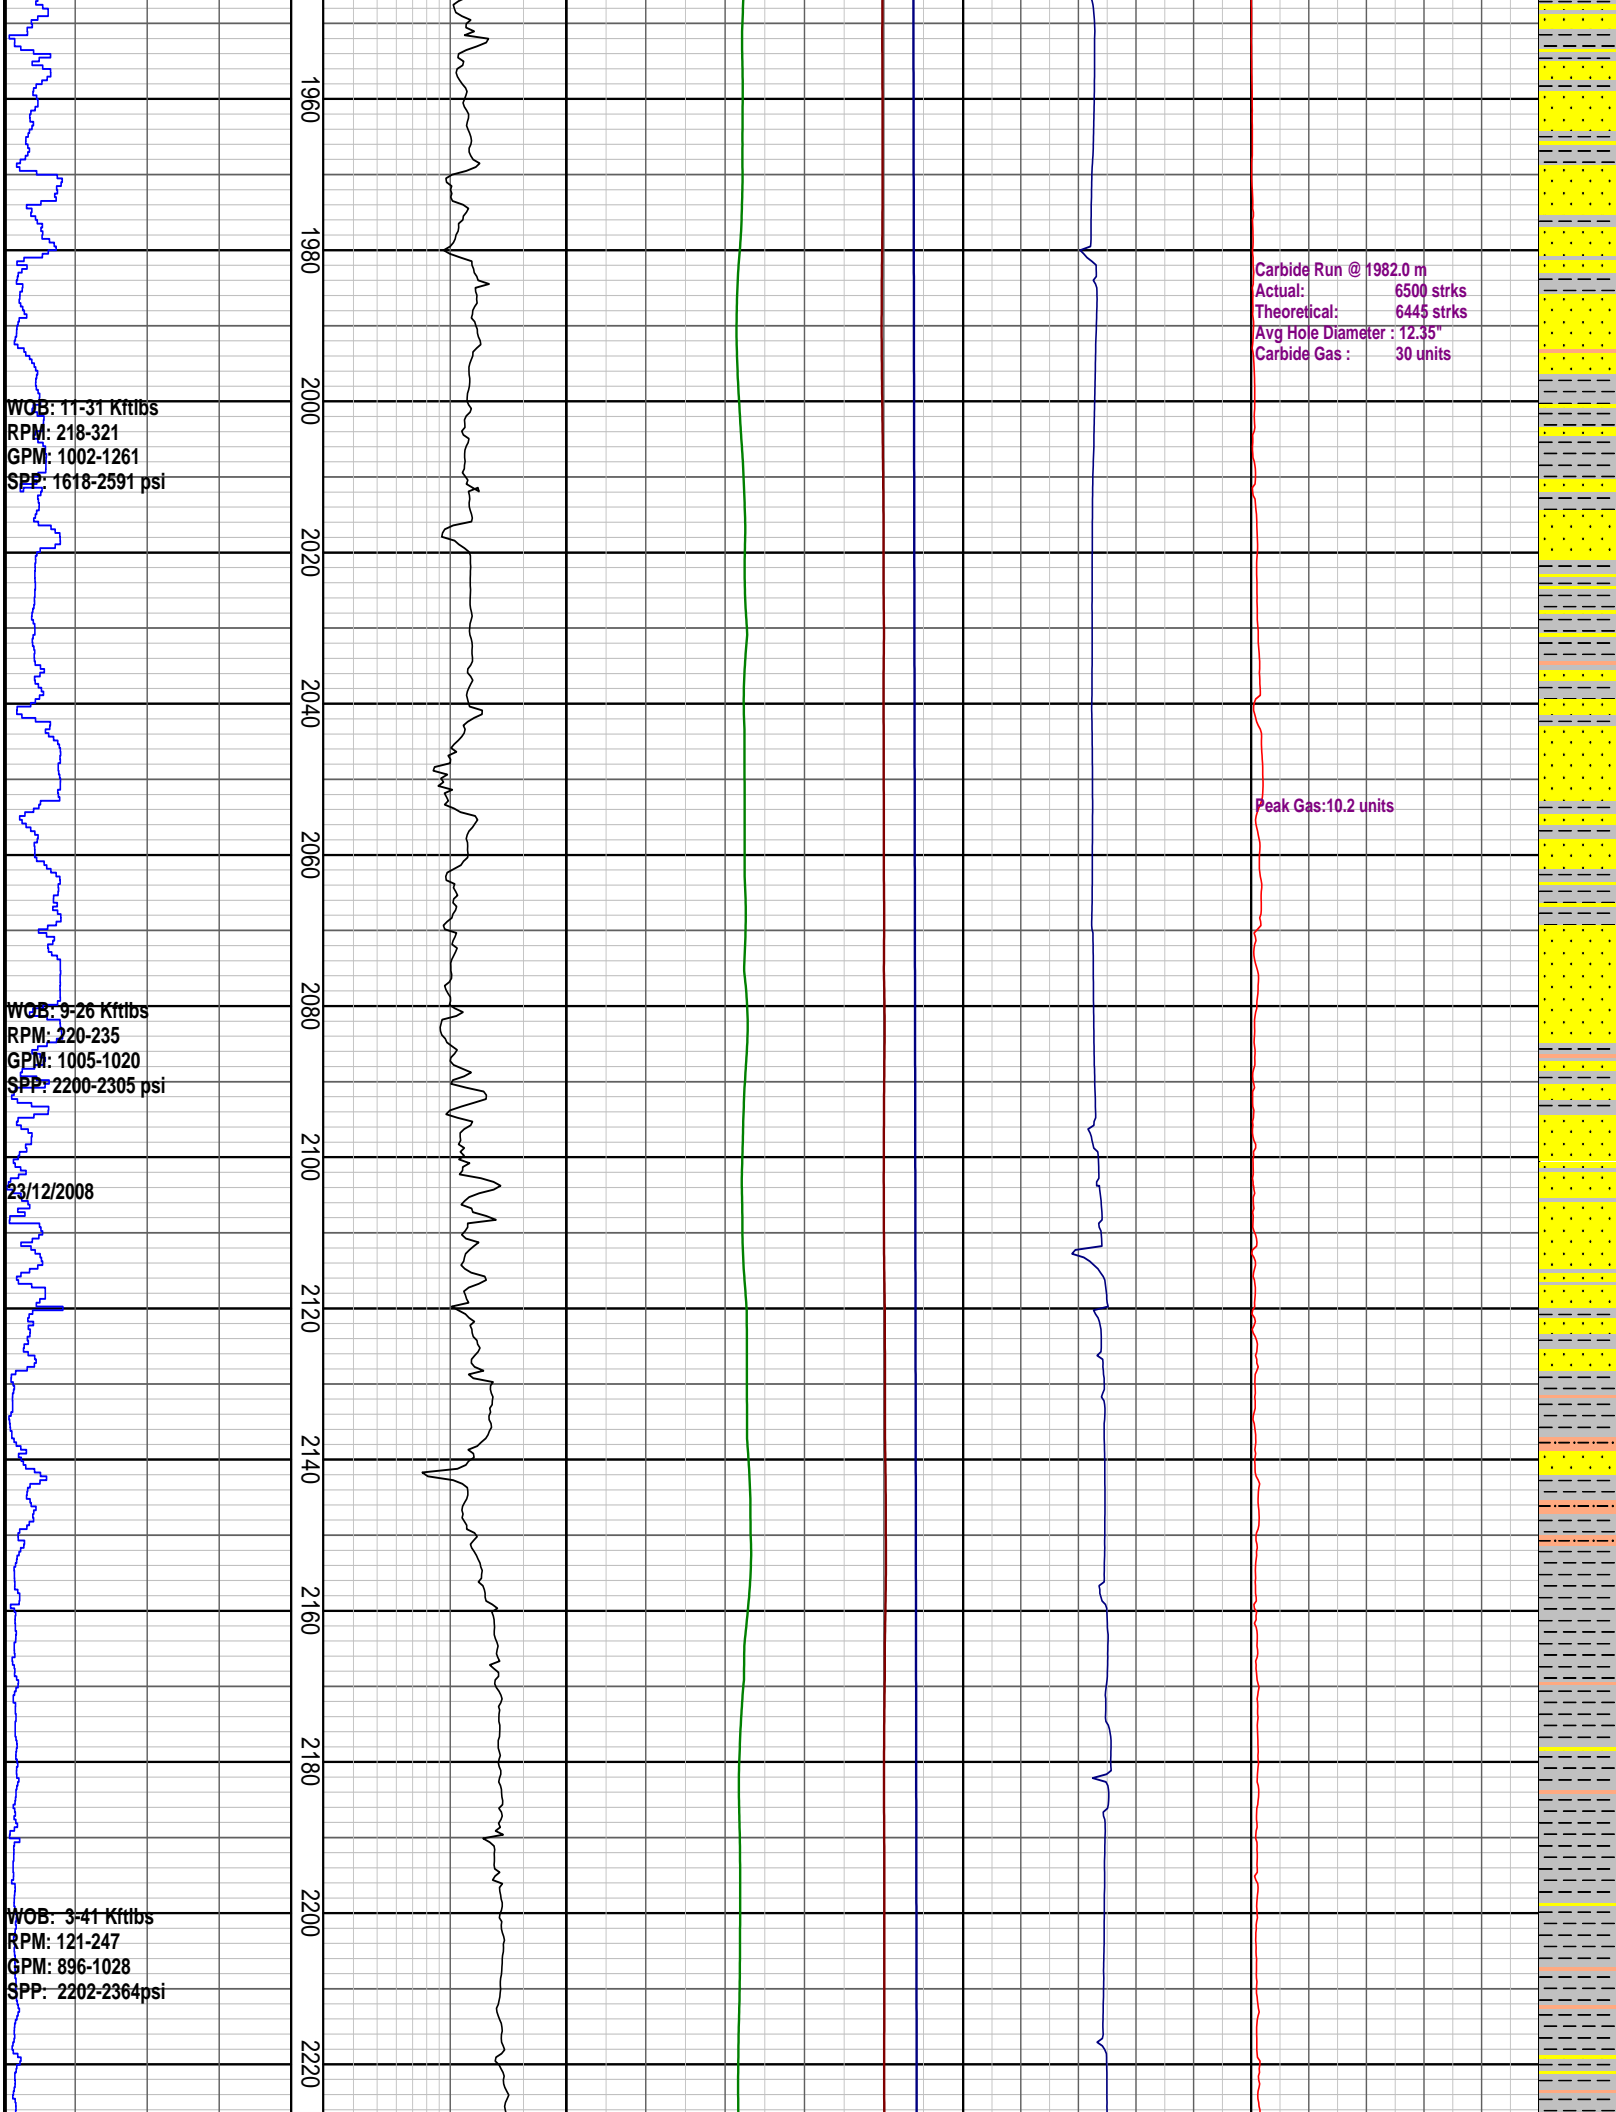 1960
1980
Carbide Run @ 1982.0 m
Actual: 6500 strks
Theoretical: 6445 strks
Avg Hole Diameter : 12.35"
Carbide Gas : 30 units
2000
WOB: 11-31 Kftlbs
RPM: 218-321
GPM: 1002-1261
SPP: 1618-2591 psi
2020
2040
Peak Gas:10.2 units
2060
2080
WOB: 9-26 Kftlbs
RPM: 220-235
GPM: 1005-1020
SPP: 2200-2305 psi
2100
23/12/2008
2120
2140
2160
2180
2200
WOB: 3-41 Kftlbs
RPM: 121-247
GPM: 896-1028
SPP: 2202-2364psi
2220